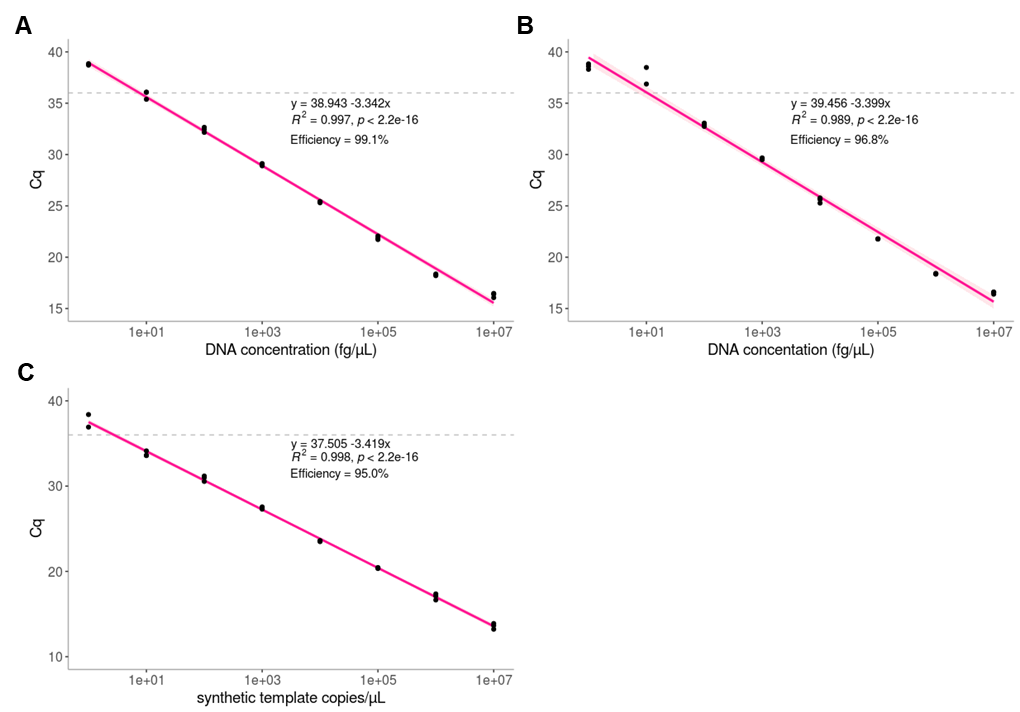 A
40
35
30
25
20
15
Cq
y = 38.943 -3.342x
R² = 0.997, p < 2.2e-16
Efficiency = 99.1%
1e+01 1e+03 1e+05 1e+07
DNA concentration (fg/µL)
B
40
35
30
25
20
15
Cq
y = 39.456 -3.399x
R² = 0.989, p < 2.2e-16
Efficiency = 96.8%
1e+01 1e+03 1e+05 1e+07
DNA concentation (fg/µL)
C
40
30
20
10
Cq
y = 37.505 -3.419x
R² = 0.998, p < 2.2e-16
Efficiency = 95.0%
1e+01 1e+03 1e+05 1e+07
synthetic template copies/µL